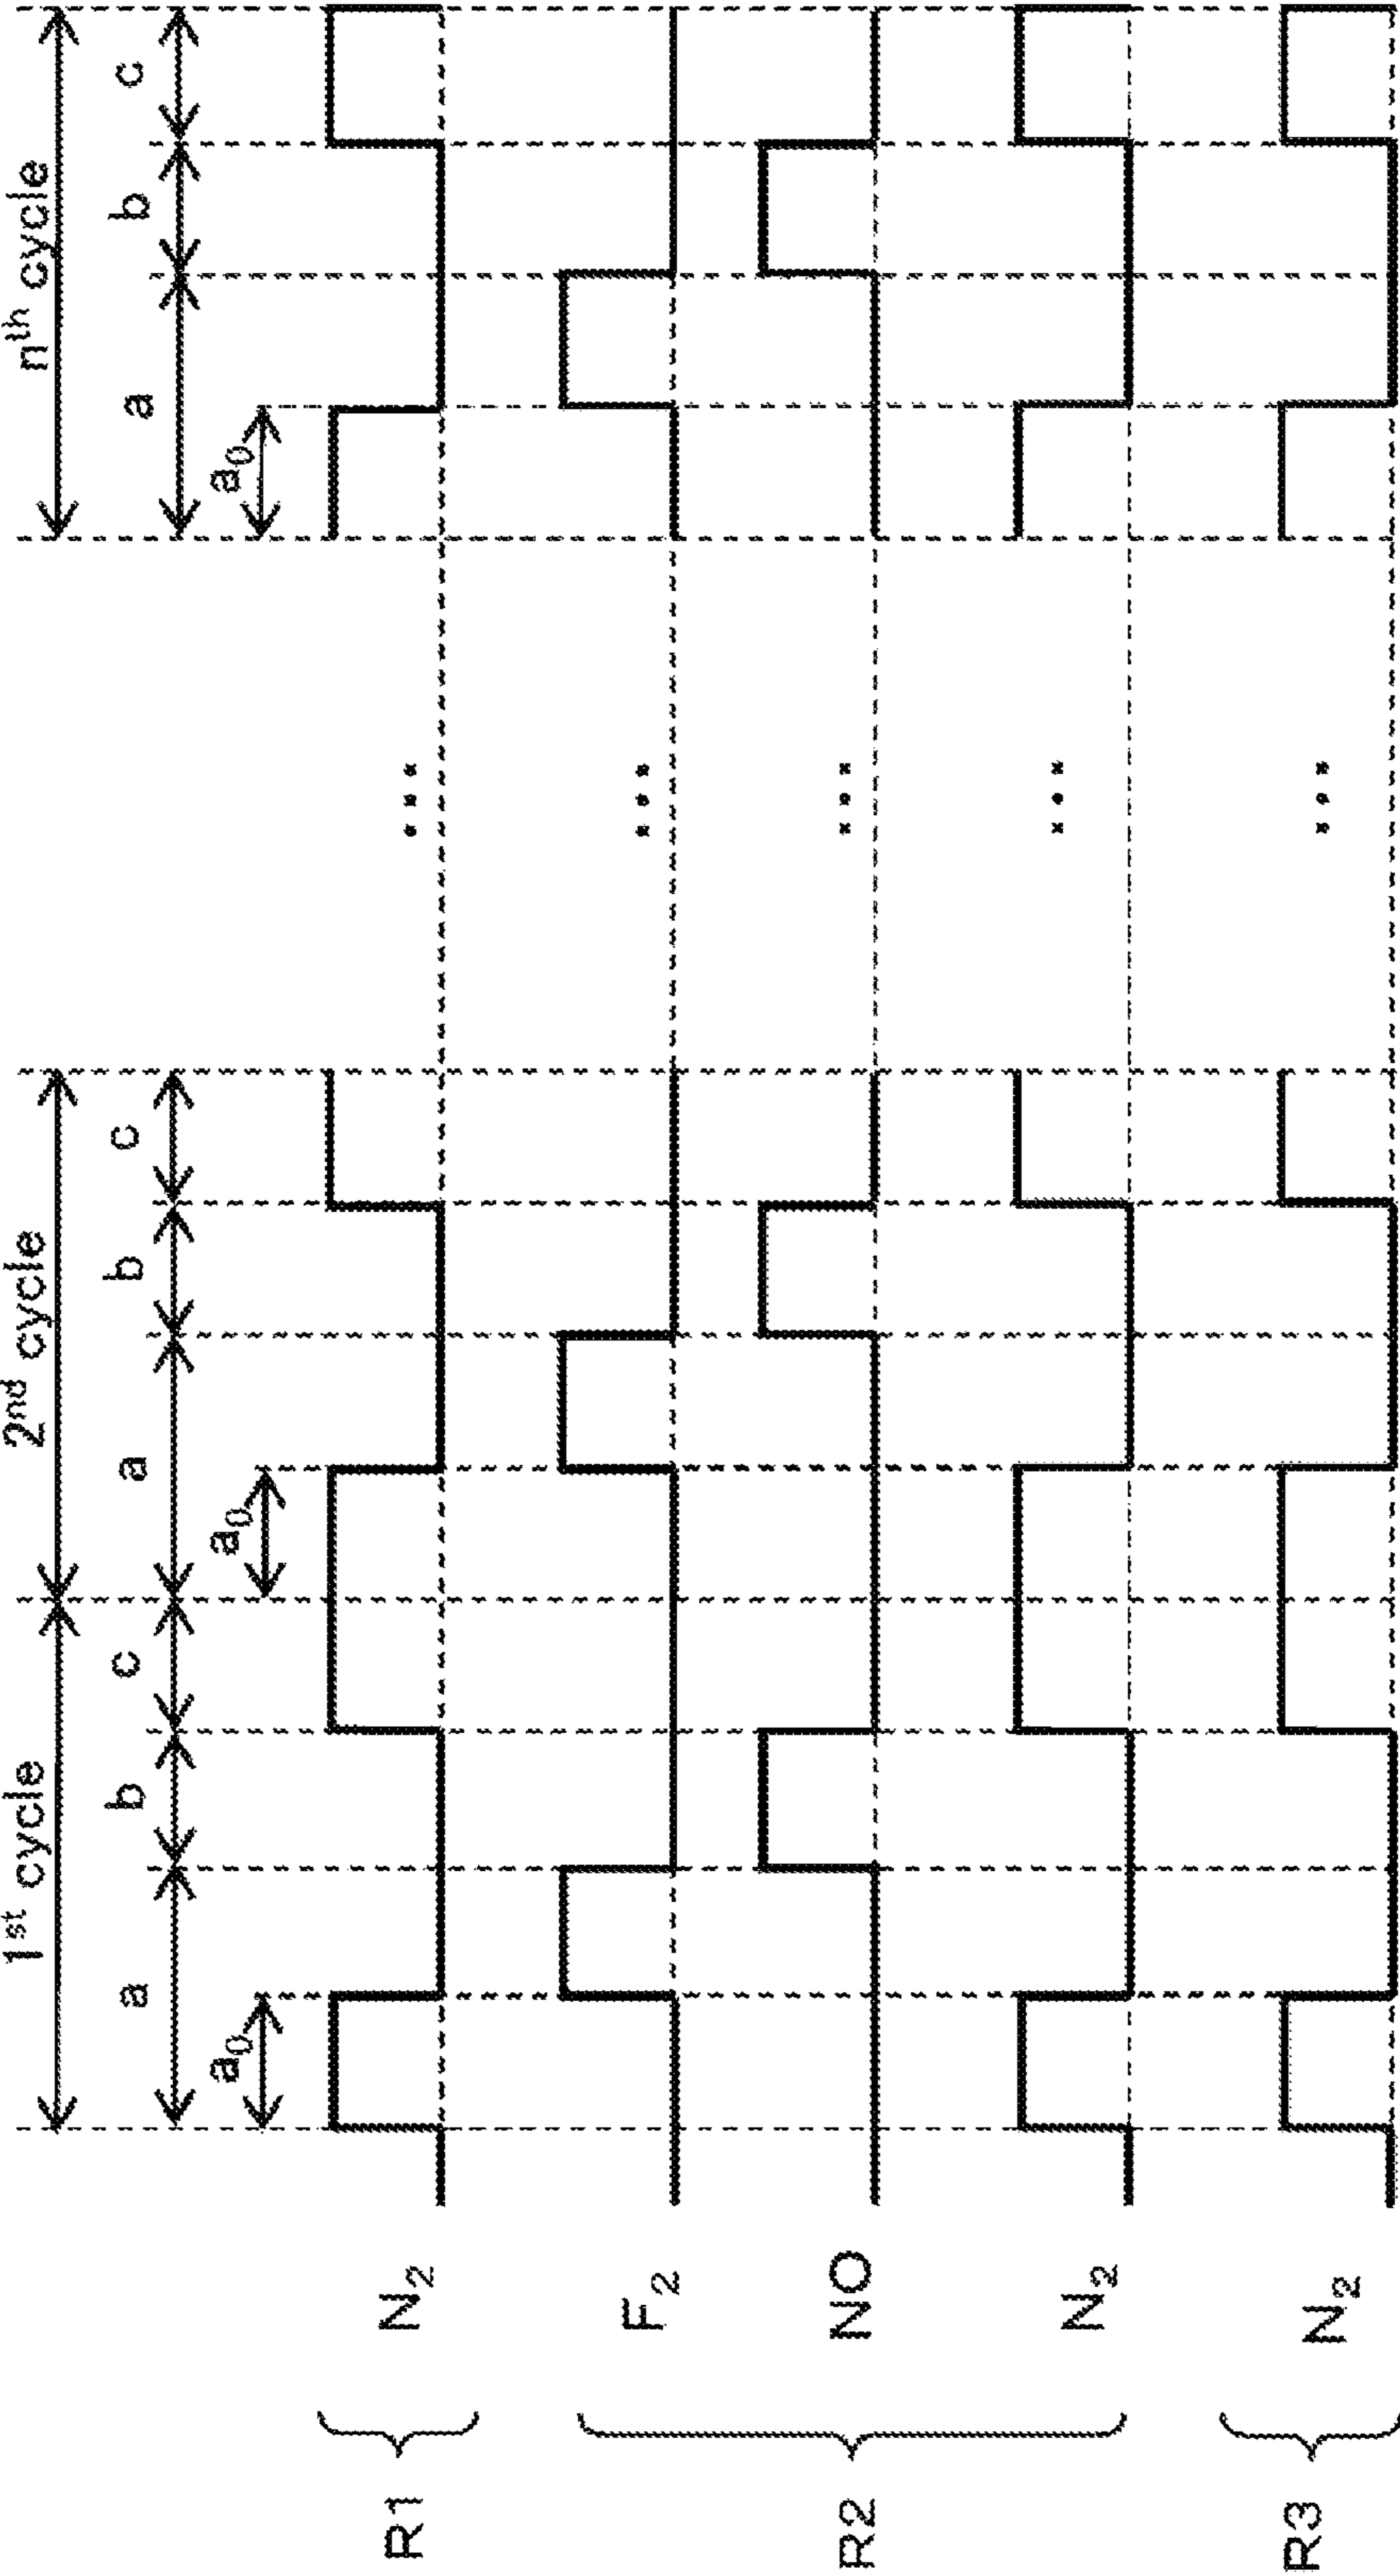 1st cycle 2nd cycle nth cycle
a b c a b c a b c
a0 a0 a0
R1 N2
R2 F2
NO
N2
R3 N2